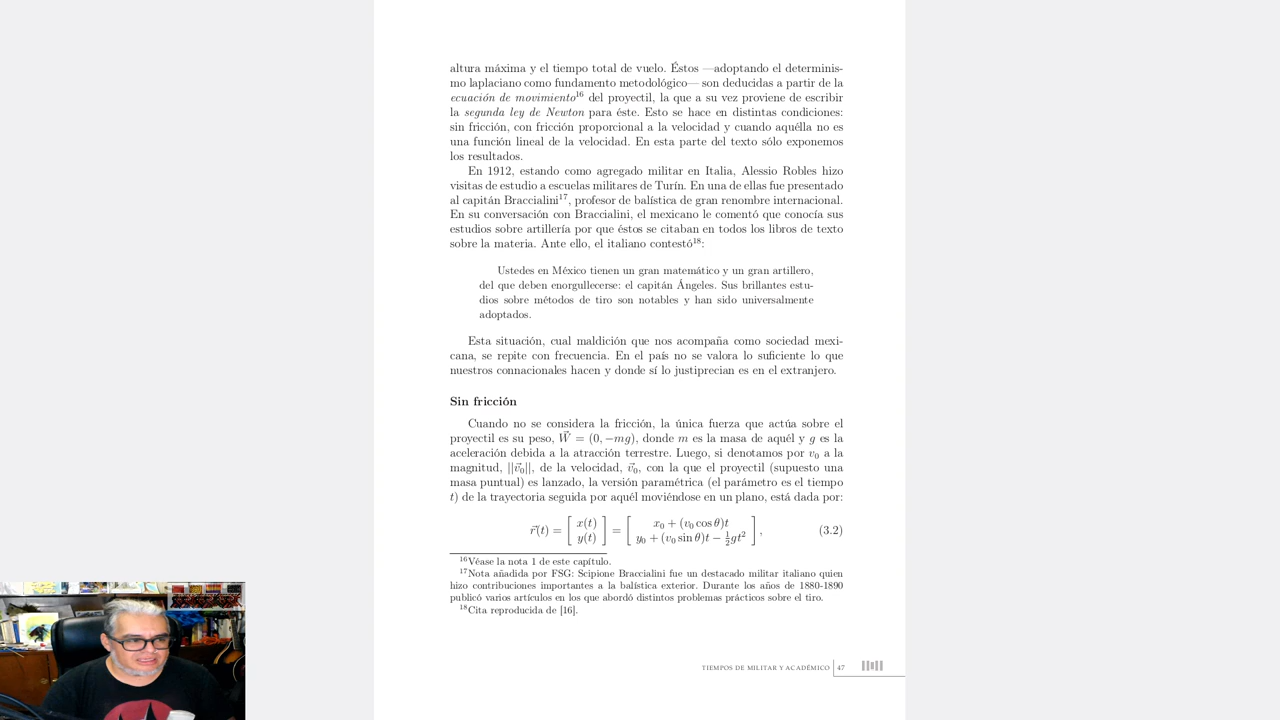 altura máxima y el tiempo total de vuelo. Éstos —adoptando el determinis-
mo laplaciano como fundamento metodológico— son deducidas a partir de la
ecuación de movimiento16 del proyectil, la que a su vez proviene de escribir
la segunda ley de Newton para éste. Esto se hace en distintas condiciones:
sin fricción, con fricción proporcional a la velocidad y cuando aquélla no es
una función lineal de la velocidad. En esta parte del texto sólo exponemos
los resultados.
En 1912, estando como agregado militar en Italia, Alessio Robles hizo
visitas de estudio a escuelas militares de Turín. En una de ellas fue presentado
al capitán Braccialini17, profesor de balística de gran renombre internacional.
En su conversación con Braccialini, el mexicano le comentó que conocía sus
estudios sobre artillería por que éstos se citaban en todos los libros de texto
sobre la materia. Ante ello, el italiano contestó18:
Ustedes en México tienen un gran matemático y un gran artillero,
del que deben enorgullecerse: el capitán Ángeles. Sus brillantes estu-
dios sobre métodos de tiro son notables y han sido universalmente
adoptados.
Esta situación, cual maldición que nos acompaña como sociedad mexi-
cana, se repite con frecuencia. En el país no se valora lo suficiente lo que
nuestros connacionales hacen y donde sí lo justiprecian es en el extranjero.
Sin fricción
Cuando no se considera la fricción, la única fuerza que actúa sobre el
proyectil es su peso, W⃗ = (0, −mg), donde m es la masa de aquél y g es la
aceleración debida a la atracción terrestre. Luego, si denotamos por v₀ a la
magnitud, ||v⃗₀||, de la velocidad, v⃗₀, con la que el proyectil (supuesto una
masa puntual) es lanzado, la versión paramétrica (el parámetro es el tiempo
t) de la trayectoria seguida por aquél moviéndose en un plano, está dada por:
r⃗(t) = [ x(t) y(t) ] = [ x₀ + (v₀ cos θ)t y₀ + (v₀ sin θ)t − ½gt² ], (3.2)
16Véase la nota 1 de este capítulo.
17Nota añadida por FSG: Scipione Braccialini fue un destacado militar italiano quien
hizo contribuciones importantes a la balística exterior. Durante los años de 1880-1890
publicó varios artículos en los que abordó distintos problemas prácticos sobre el tiro.
18Cita reproducida de [16].
TIEMPOS DE MILITAR Y ACADÉMICO 47